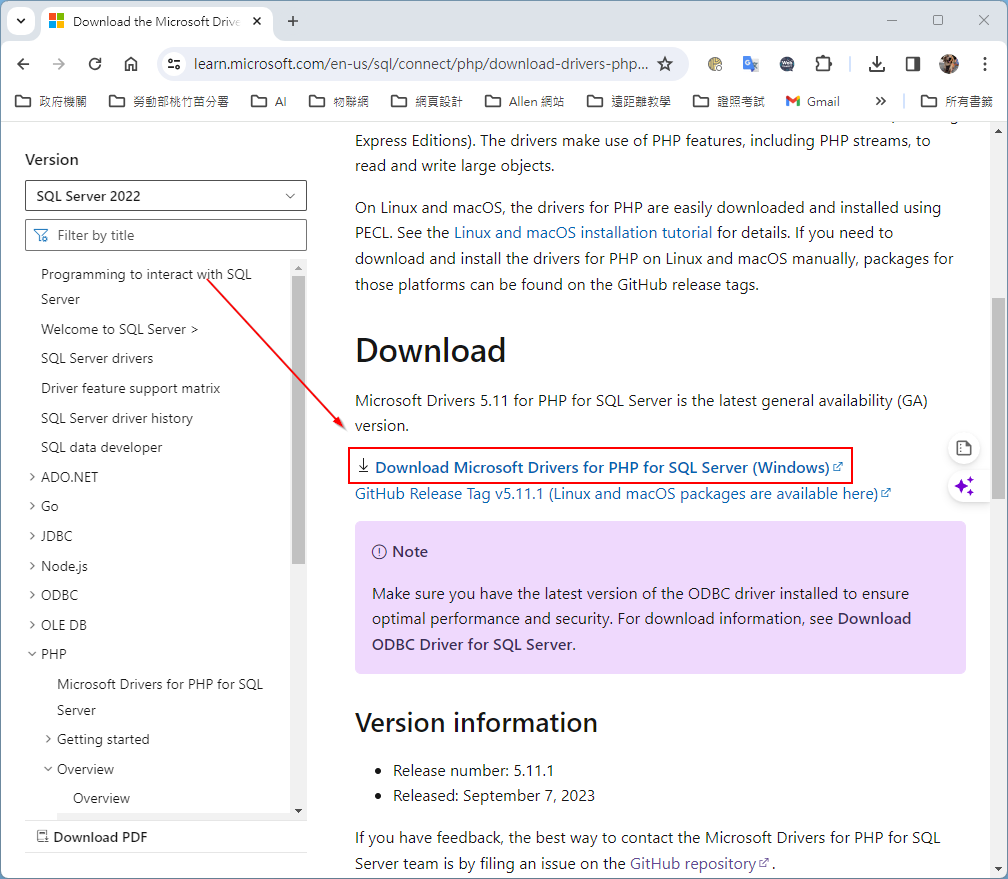 Download the Microsoft Drive
learn.microsoft.com/en-us/sql/connect/php/download-drivers-php...
政府機關
勞動部桃竹苗分署
AI
物聯網
網頁設計
Allen 網站
遠距離教學
證照考試
Gmail
所有書籤
Version
SQL Server 2022
Filter by title
Programming to interact with SQL
Server
Welcome to SQL Server >
SQL Server drivers
Driver feature support matrix
SQL Server driver history
SQL data developer
ADO.NET
Go
JDBC
Node.js
ODBC
OLE DB
PHP
Microsoft Drivers for PHP for SQL
Server
Getting started
Overview
Overview
Download PDF
Express Editions). The drivers make use of PHP features, including PHP streams, to
read and write large objects.
On Linux and macOS, the drivers for PHP are easily downloaded and installed using
PECL. See the Linux and macOS installation tutorial for details. If you need to
download and install the drivers for PHP on Linux and macOS manually, packages for
those platforms can be found on the GitHub release tags.
Download
Microsoft Drivers 5.11 for PHP for SQL Server is the latest general availability (GA)
version.
Download Microsoft Drivers for PHP for SQL Server (Windows)
GitHub Release Tag v5.11.1 (Linux and macOS packages are available here)
Note
Make sure you have the latest version of the ODBC driver installed to ensure
optimal performance and security. For download information, see Download
ODBC Driver for SQL Server.
Version information
Release number: 5.11.1
Released: September 7, 2023
If you have feedback, the best way to contact the Microsoft Drivers for PHP for SQL
Server team is by filing an issue on the GitHub repository.